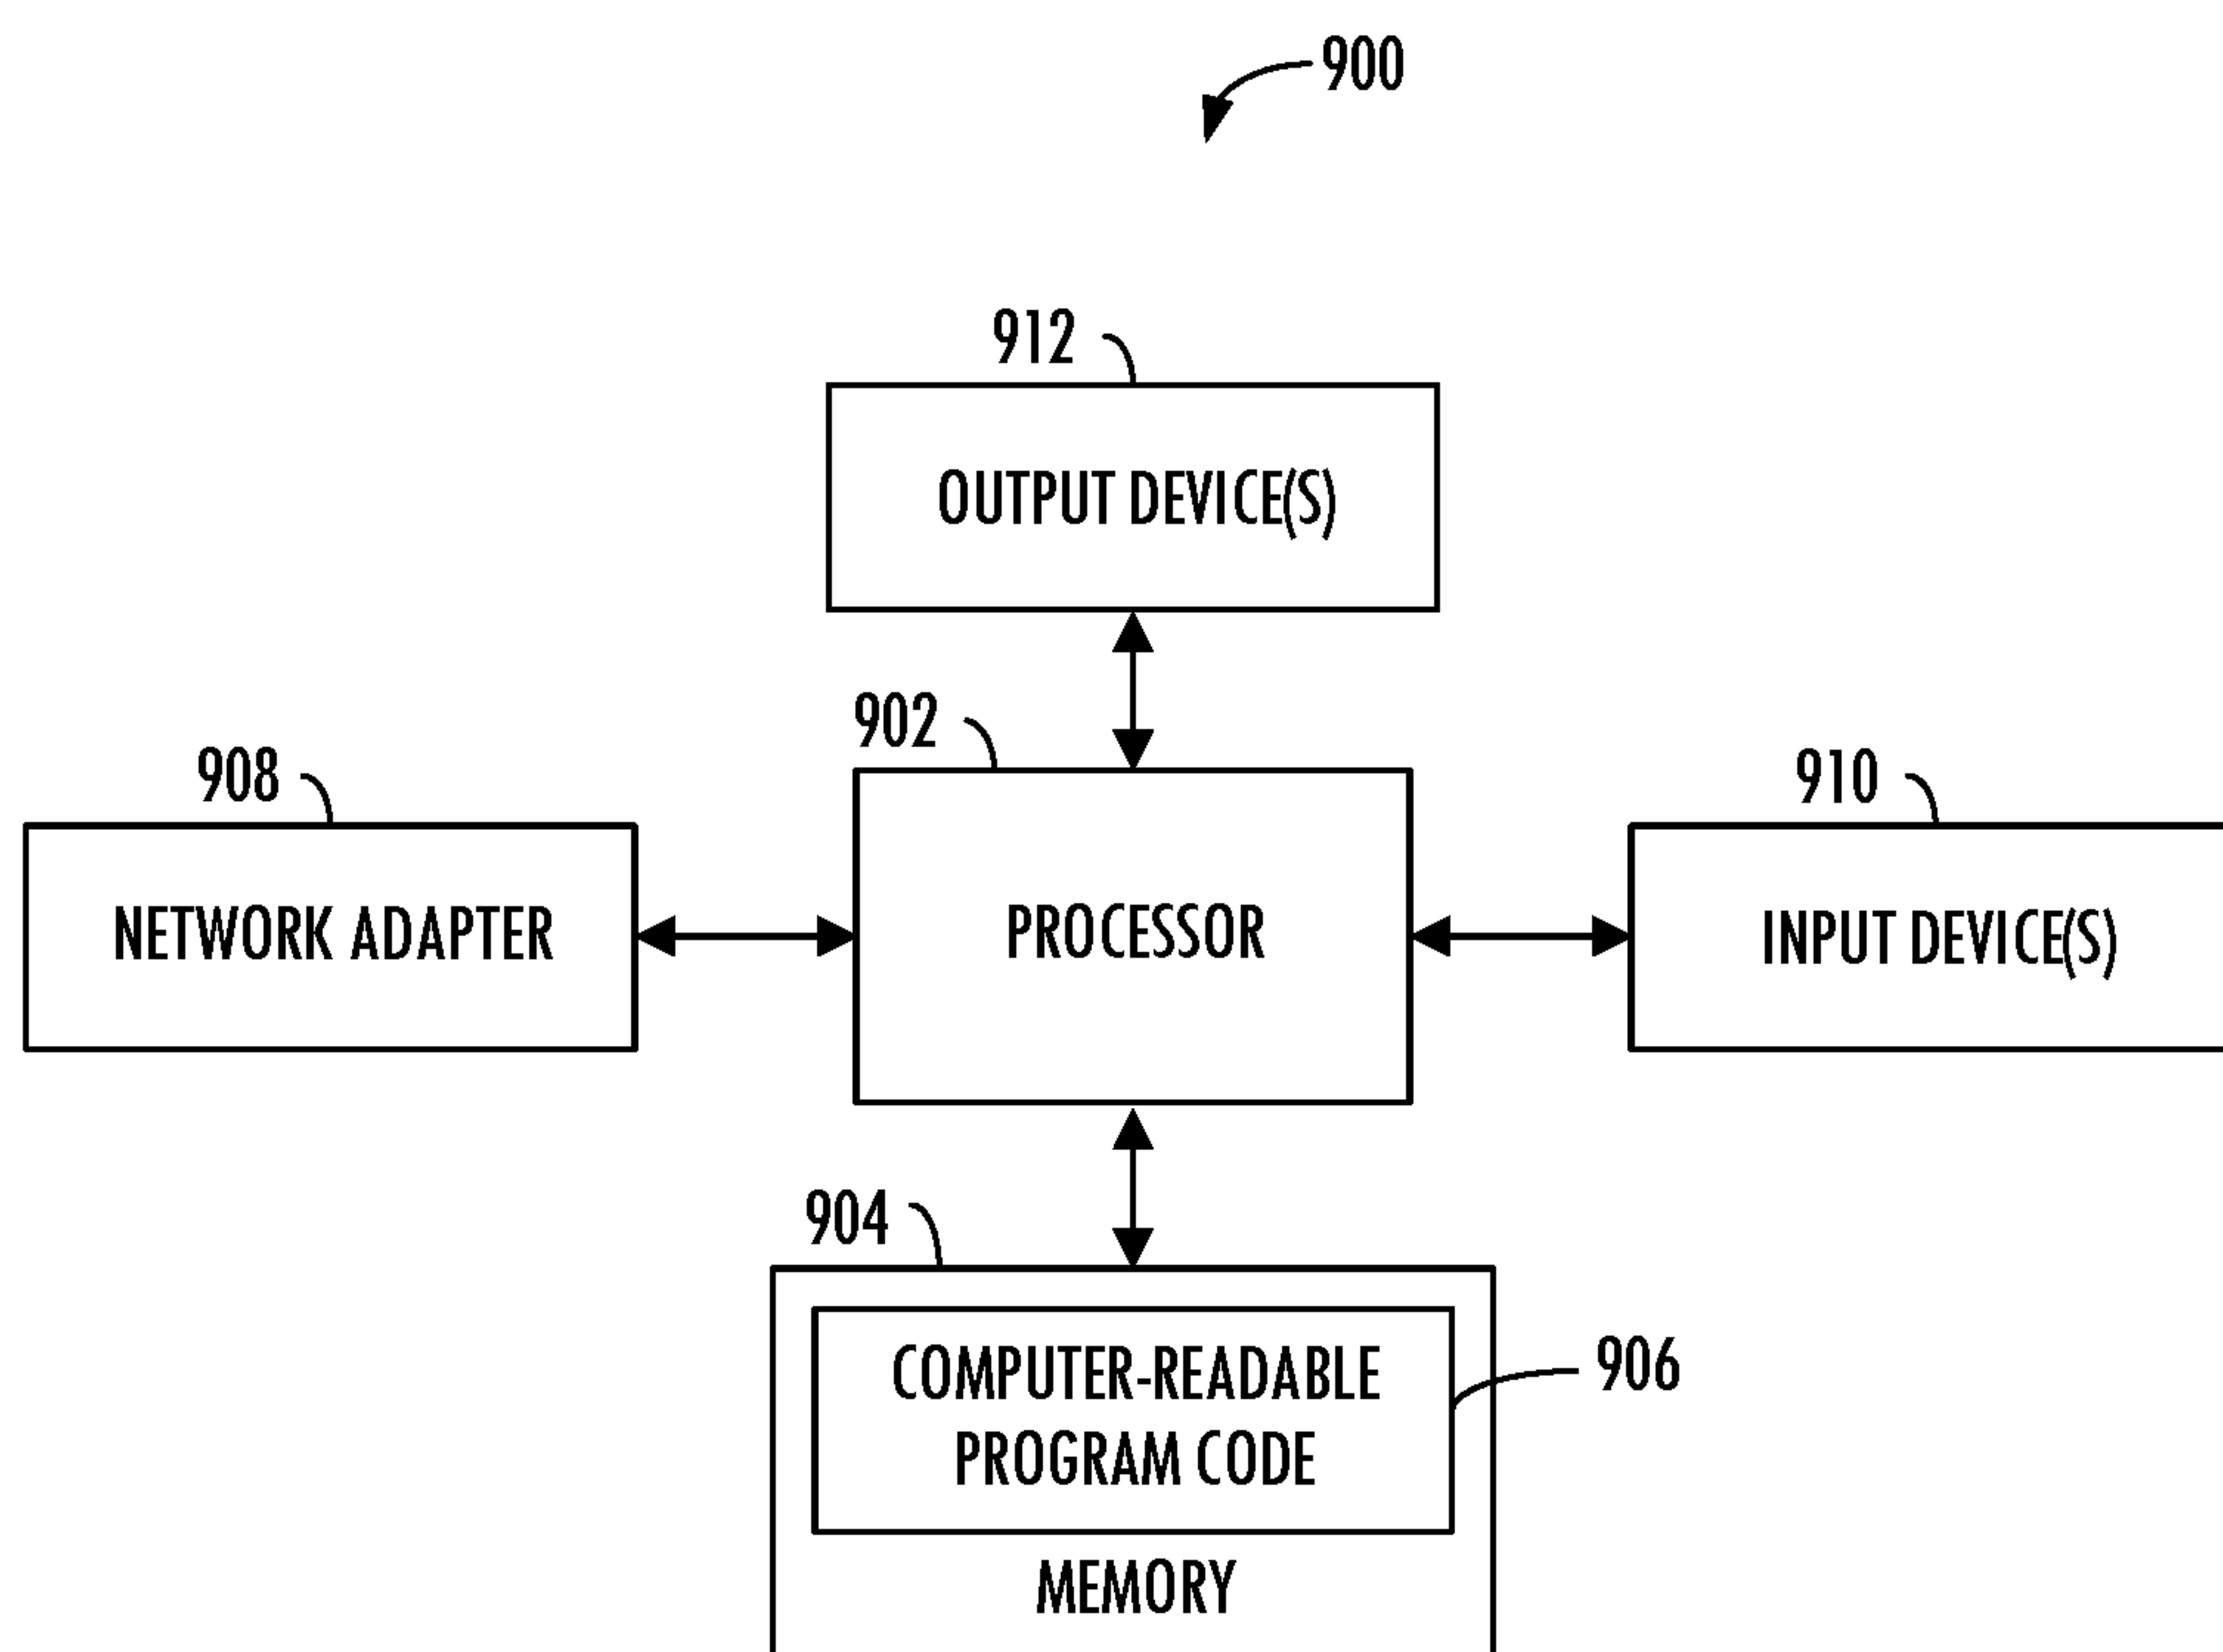 900
912
OUTPUT DEVICE(S)
902
908
910
NETWORK ADAPTER
PROCESSOR
INPUT DEVICE(S)
904
COMPUTER-READABLE
906
PROGRAM CODE
MEMORY